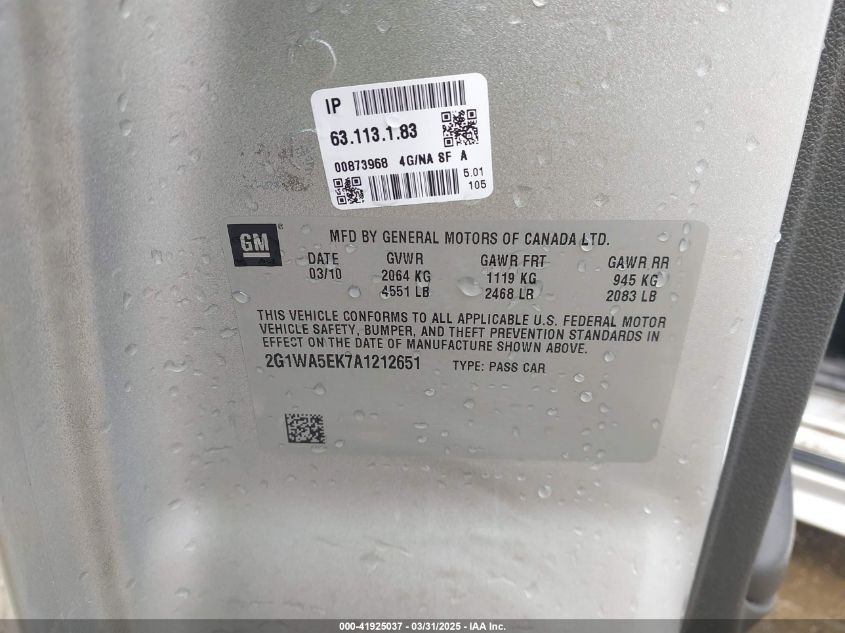 IP
63.113.1.83
00873968 4G/NA SF A
5.01
105
GM®
MFD BY GENERAL MOTORS OF CANADA LTD.
DATE GVWR GAWR FRT GAWR RR
03/10 2064 KG 1119 KG 945 KG
4551 LB 2468 LB 2083 LB
THIS VEHICLE CONFORMS TO ALL APPLICABLE U.S. FEDERAL MOTOR
VEHICLE SAFETY, BUMPER, AND THEFT PREVENTION STANDARDS IN
EFFECT ON THE DATE OF MANUFACTURE SHOWN ABOVE.
2G1WA5EK7A1212651 TYPE: PASS CAR
000-41925037 - 03/31/2025 - IAA Inc.